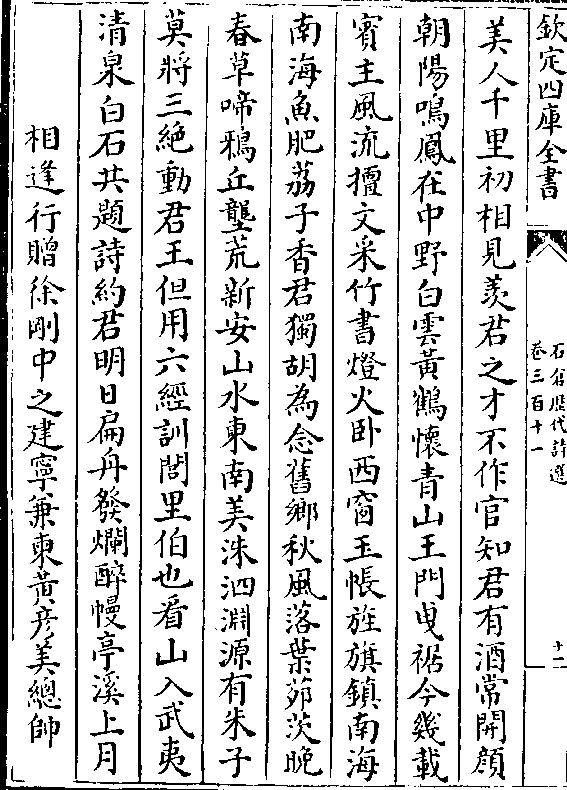 欽定四庫全書
石倉歷代詩選
卷三百十一
十一
美人千里初相見羨君之才不作官知君有酒常開顔
朝陽鳴鳳在中野白雲黃鶴懷青山王門曳裾今幾載
賓主風流擅文采竹書燈火卧西窗玉帳旌旗鎮南海
南海魚肥荔子香君獨胡為念舊鄉秋風落葉茆茨晚
春草啼鴉丘壟荒新安山水東南美洙泗淵源有朱子
莫將三絶動君王但用六經訓閭里伯也看山入武夷
清泉白石共題詩約君明日扁舟發爛醉幔亭溪上月
相逢行贈徐剛中之建寧兼柬黃彦美總帥